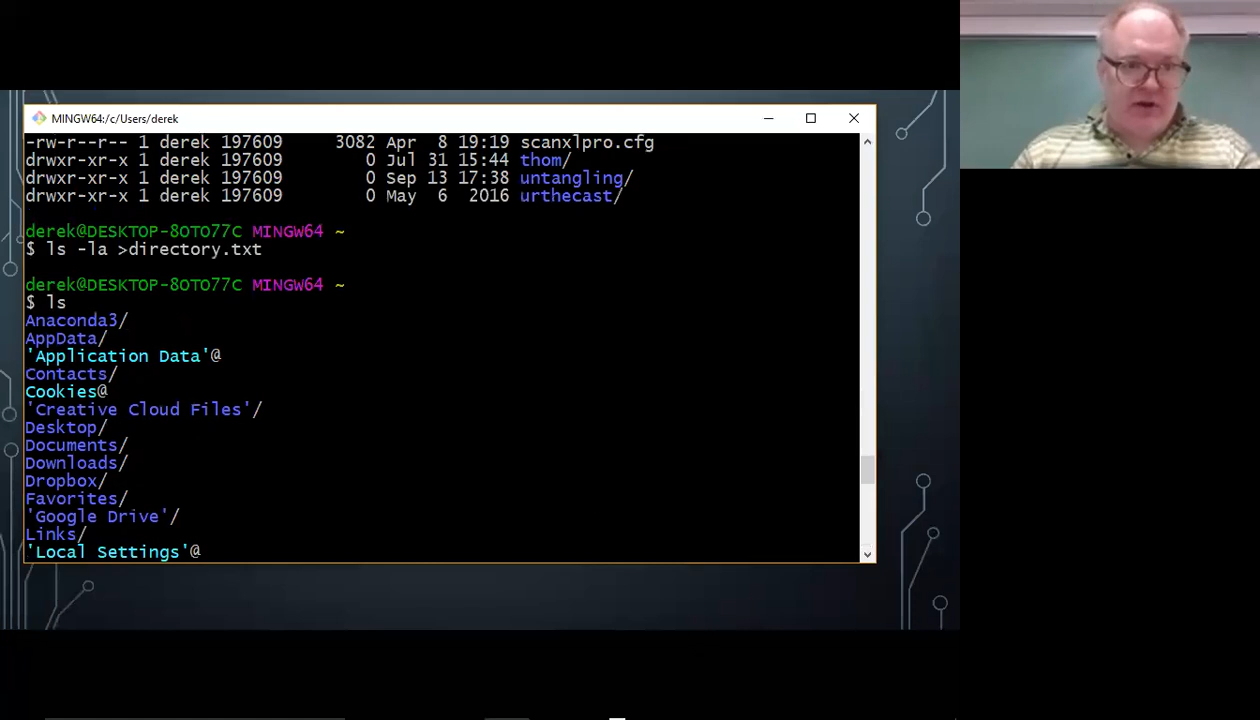 MINGW64:/c/Users/derek
-rw-r--r-- 1 derek 197609 3082 Apr 8 19:19 scanxlpro.cfg
drwxr-xr-x 1 derek 197609 0 Jul 31 15:44 thom/
drwxr-xr-x 1 derek 197609 0 Sep 13 17:38 untangling/
drwxr-xr-x 1 derek 197609 0 May 6 2016 urthecast/
derek@DESKTOP-8OTO77C MINGW64 ~
$ ls -la >directory.txt
derek@DESKTOP-8OTO77C MINGW64 ~
$ ls
Anaconda3/
AppData/
'Application Data'@
Contacts/
Cookies@
'Creative Cloud Files'/
Desktop/
Documents/
Downloads/
Dropbox/
Favorites/
'Google Drive'/
Links/
'Local Settings'@